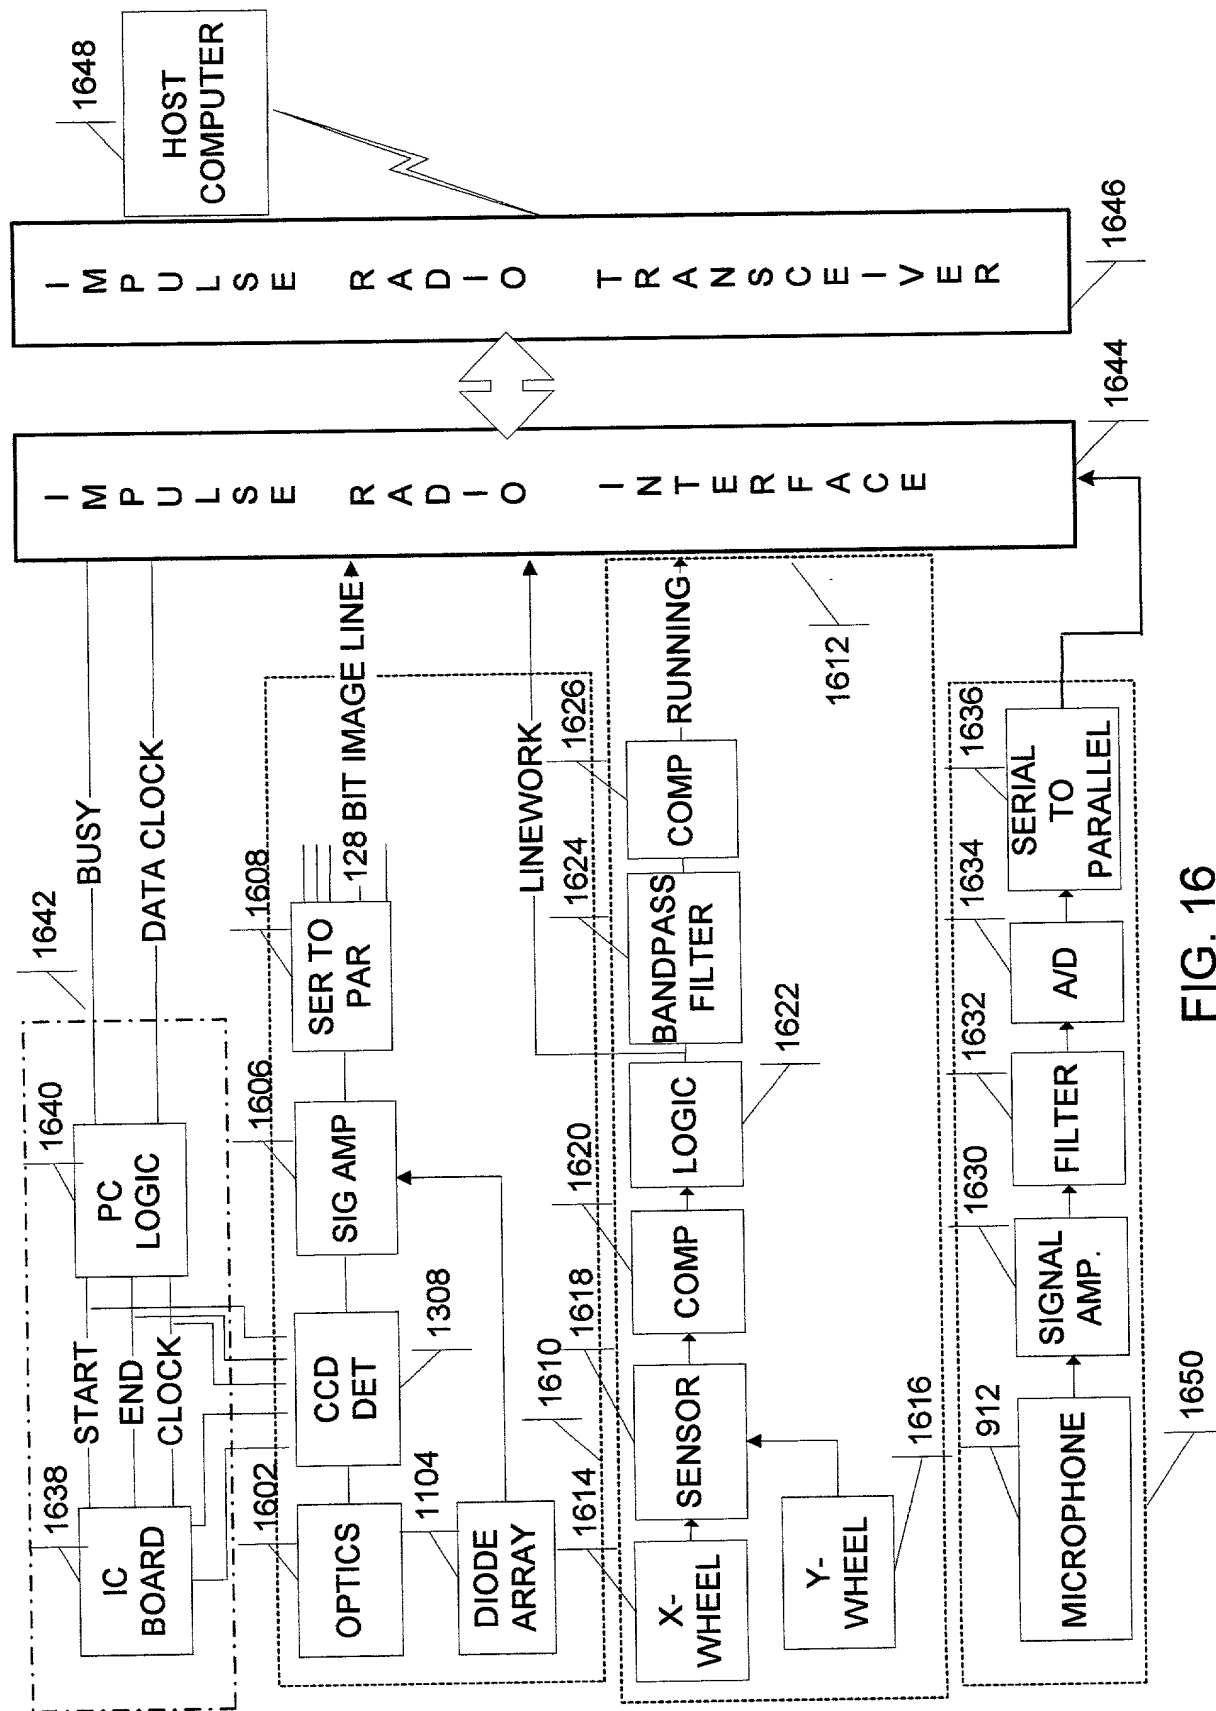 1638
IC
BOARD
START
END
CLOCK
1640
PC
LOGIC
1642
BUSY
DATA CLOCK
1602
OPTICS
1104
DIODE
ARRAY
CCD
DET
1308
1606
SIG AMP
1608
SER TO
PAR
128 BIT IMAGE LINE
1610
LINEWORK
1614
X-
WHEEL
Y-
WHEEL
1616
1618
SENSOR
1620
COMP
LOGIC
1622
1624
BANDPASS
FILTER
1626
COMP
RUNNING
1612
912
MICROPHONE
1650
1630
SIGNAL
AMP.
1632
FILTER
1634
A/D
1636
SERIAL
TO
PARALLEL
IMPULSE RADIO INTERFACE
1644
IMPULSE RADIO TRANSCEIVER
1646
1648
HOST
COMPUTER
FIG. 16